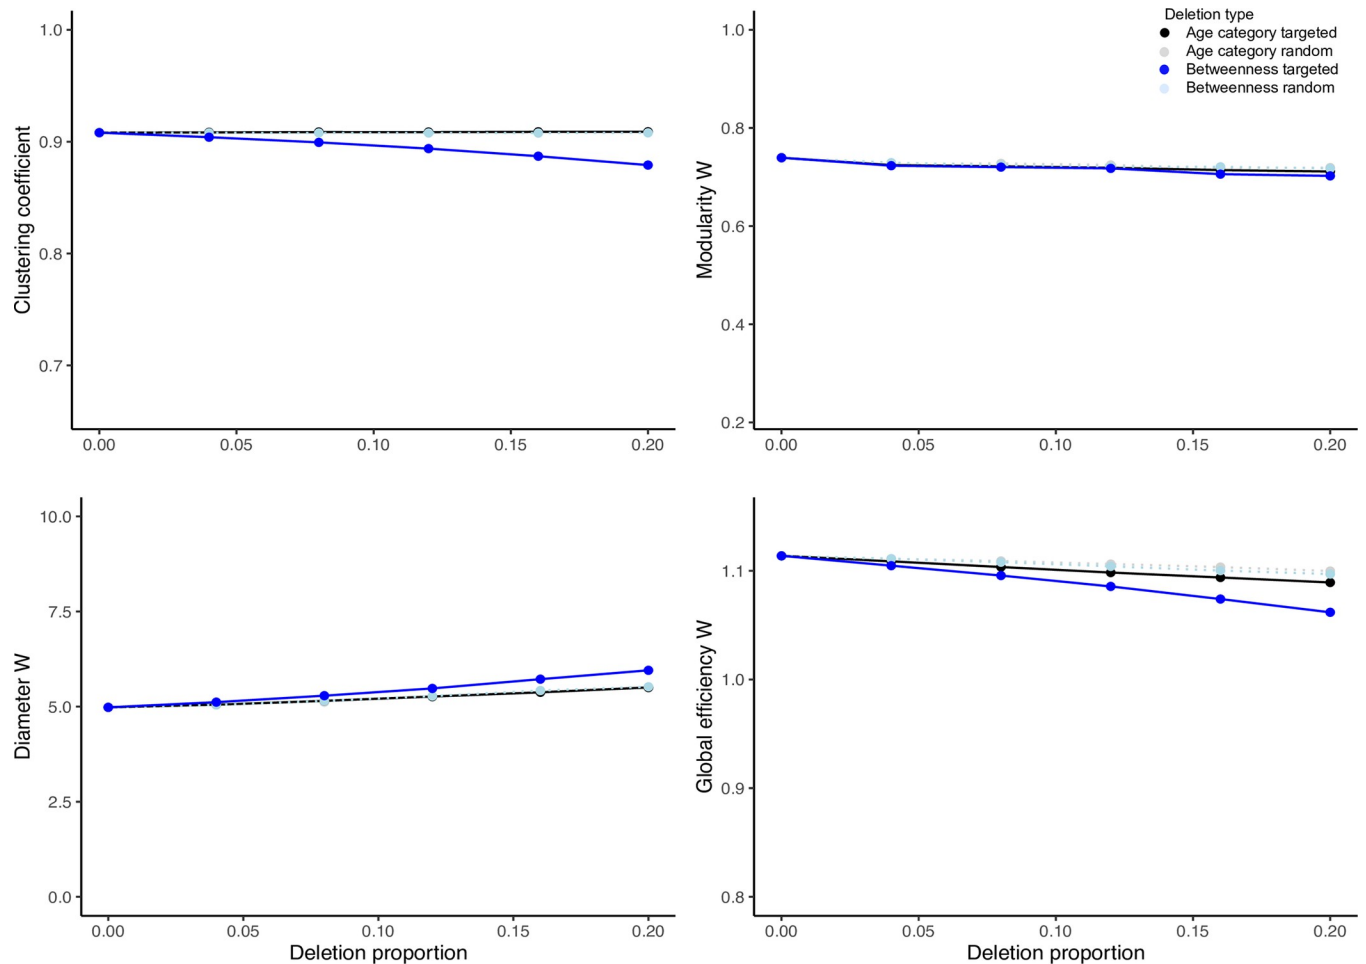 Clustering coefficient
1.0
0.9
0.8
0.7
0.00 0.05 0.10 0.15 0.20
Modularity W
1.0
0.8
0.6
0.4
0.2
0.00 0.05 0.10 0.15 0.20
Deletion type
Age category targeted
Age category random
Betweenness targeted
Betweenness random
Diameter W
10.0
7.5
5.0
2.5
0.0
0.00 0.05 0.10 0.15 0.20
Deletion proportion
Global efficiency W
1.1
1.0
0.9
0.8
0.00 0.05 0.10 0.15 0.20
Deletion proportion